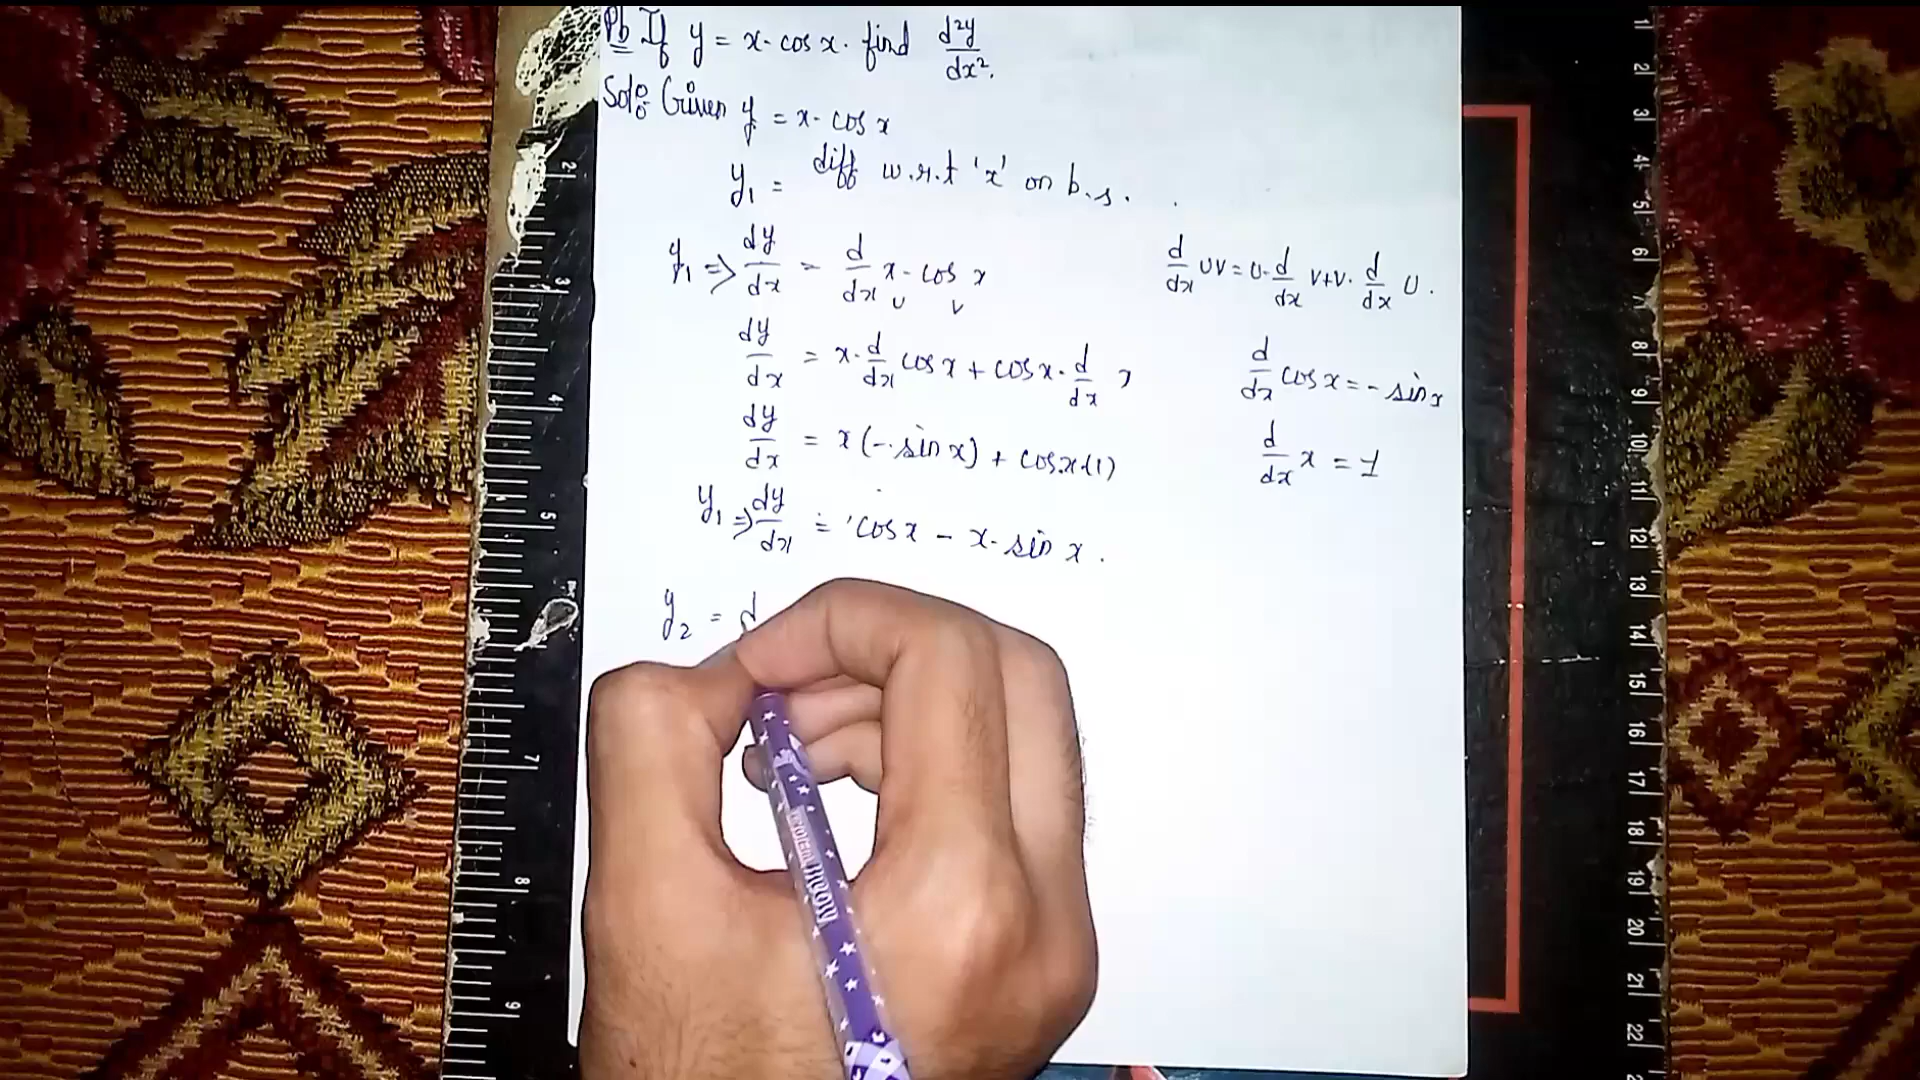 Pb If y = x. cos x. find d²y/dx².
Sol: Given y = x. cos x
diff w.r.t 'x' on b.s.
y₁ =
y₁ => dy/dx = d/dx x. cos x
U V
d/dx UV = U. d/dx V + V. d/dx U.
dy/dx = x. d/dx cos x + cos x. d/dx x
d/dx cos x = - sin x
dy/dx = x (- sin x) + cos x. (1)
d/dx x = 1
y₁ => dy/dx = cos x - x. sin x.
y₂ = d